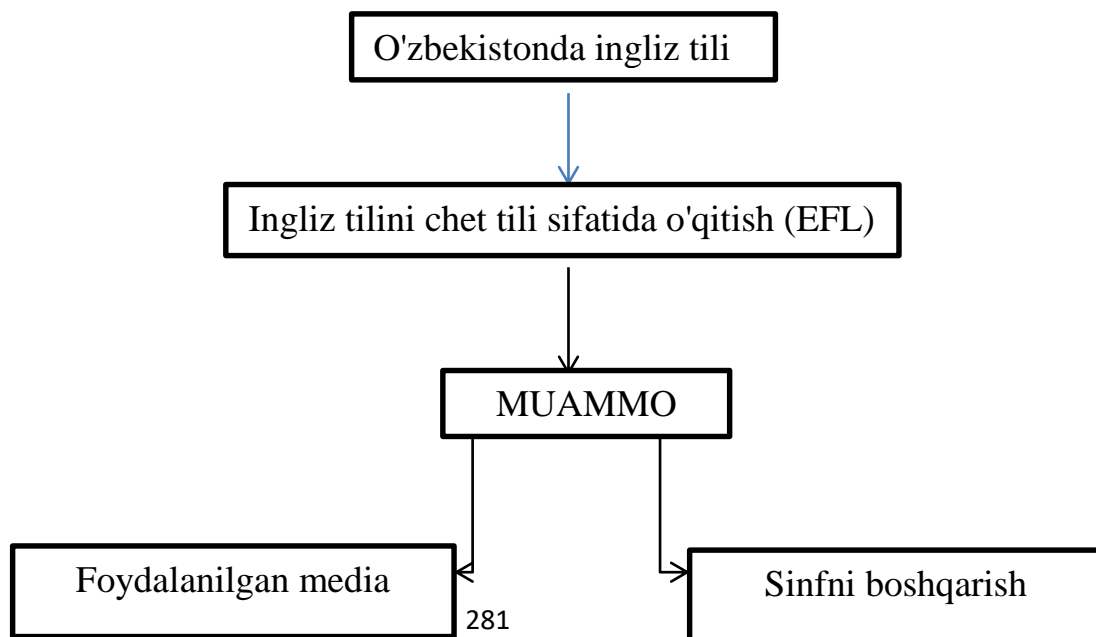 O'zbekistonda ingliz tili
Ingliz tilini chet tili sifatida o'qitish (EFL)
MUAMMO
Foydalanilgan media
Sinfni boshqarish
281